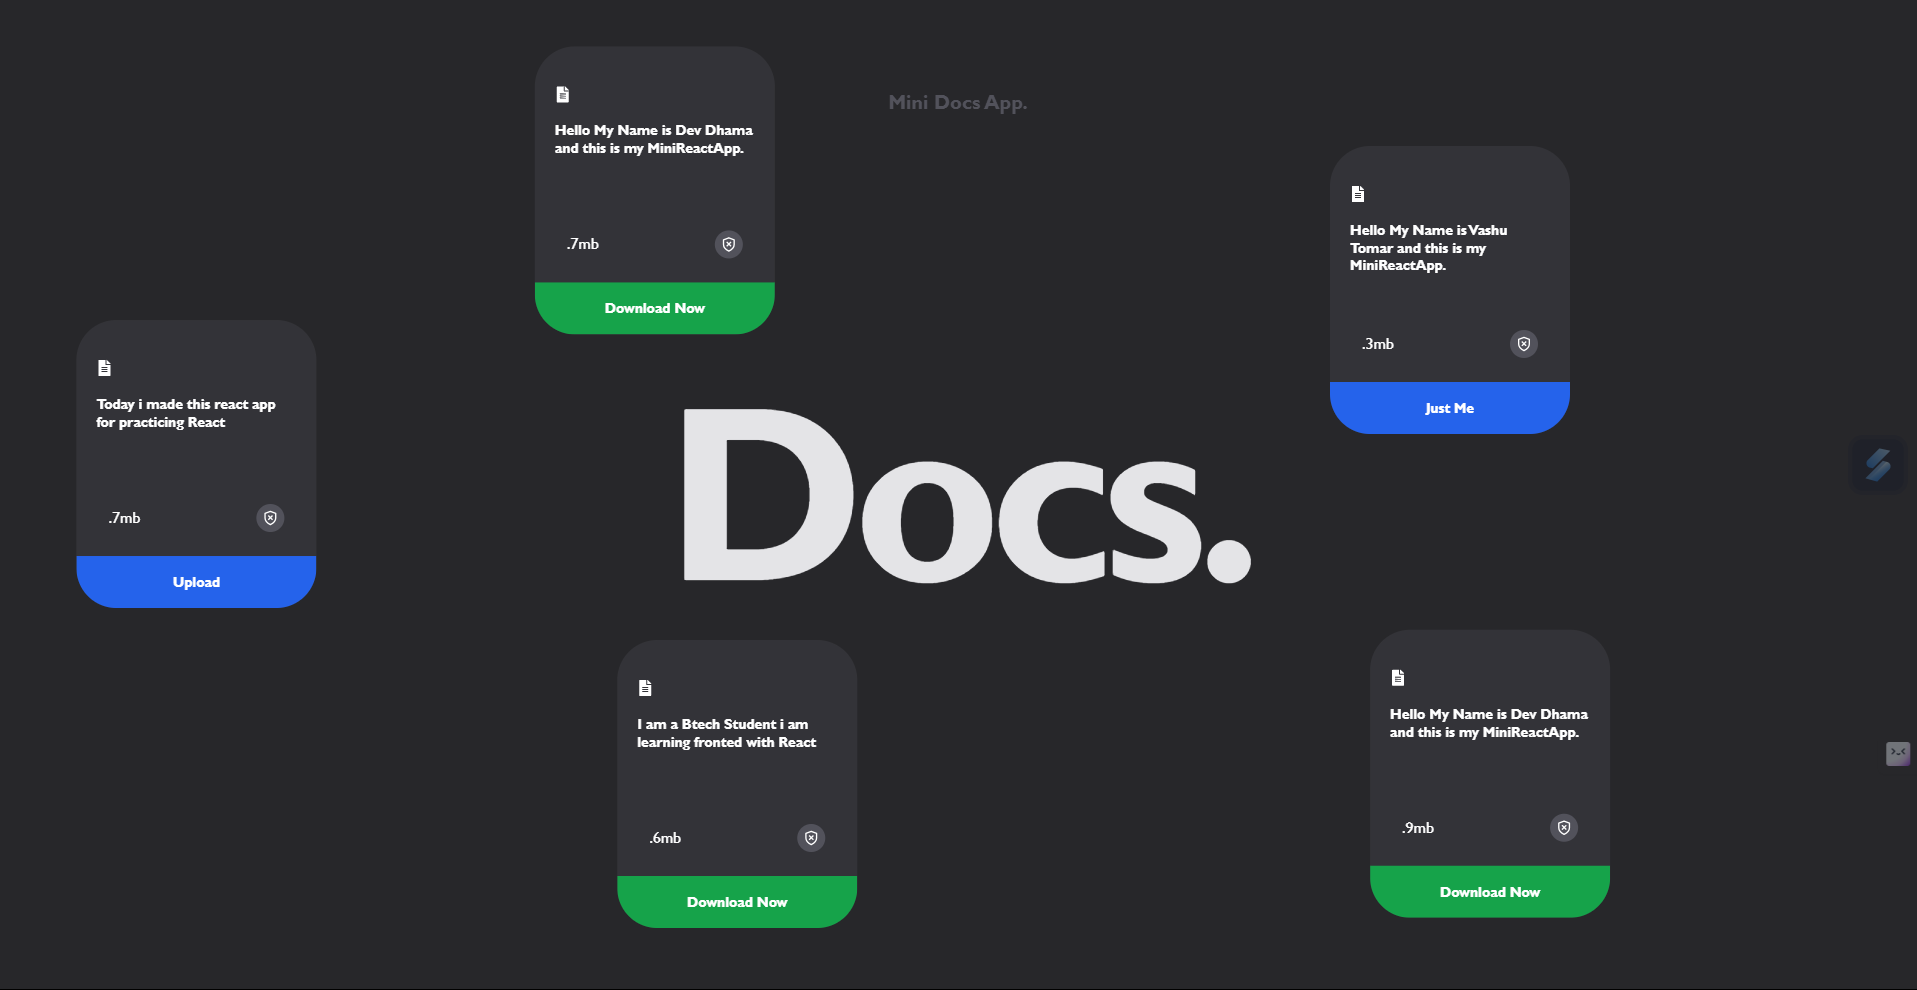 Mini Docs App.
Hello My Name is Dev Dhama
and this is my MiniReactApp.
.7mb
Download Now
Hello My Name is Vashu
Tomar and this is my
MiniReactApp.
.3mb
Just Me
Today i made this react app
for practicing React
.7mb
Upload
Docs.
I am a Btech Student i am
learning fronted with React
.6mb
Download Now
Hello My Name is Dev Dhama
and this is my MiniReactApp.
.9mb
Download Now